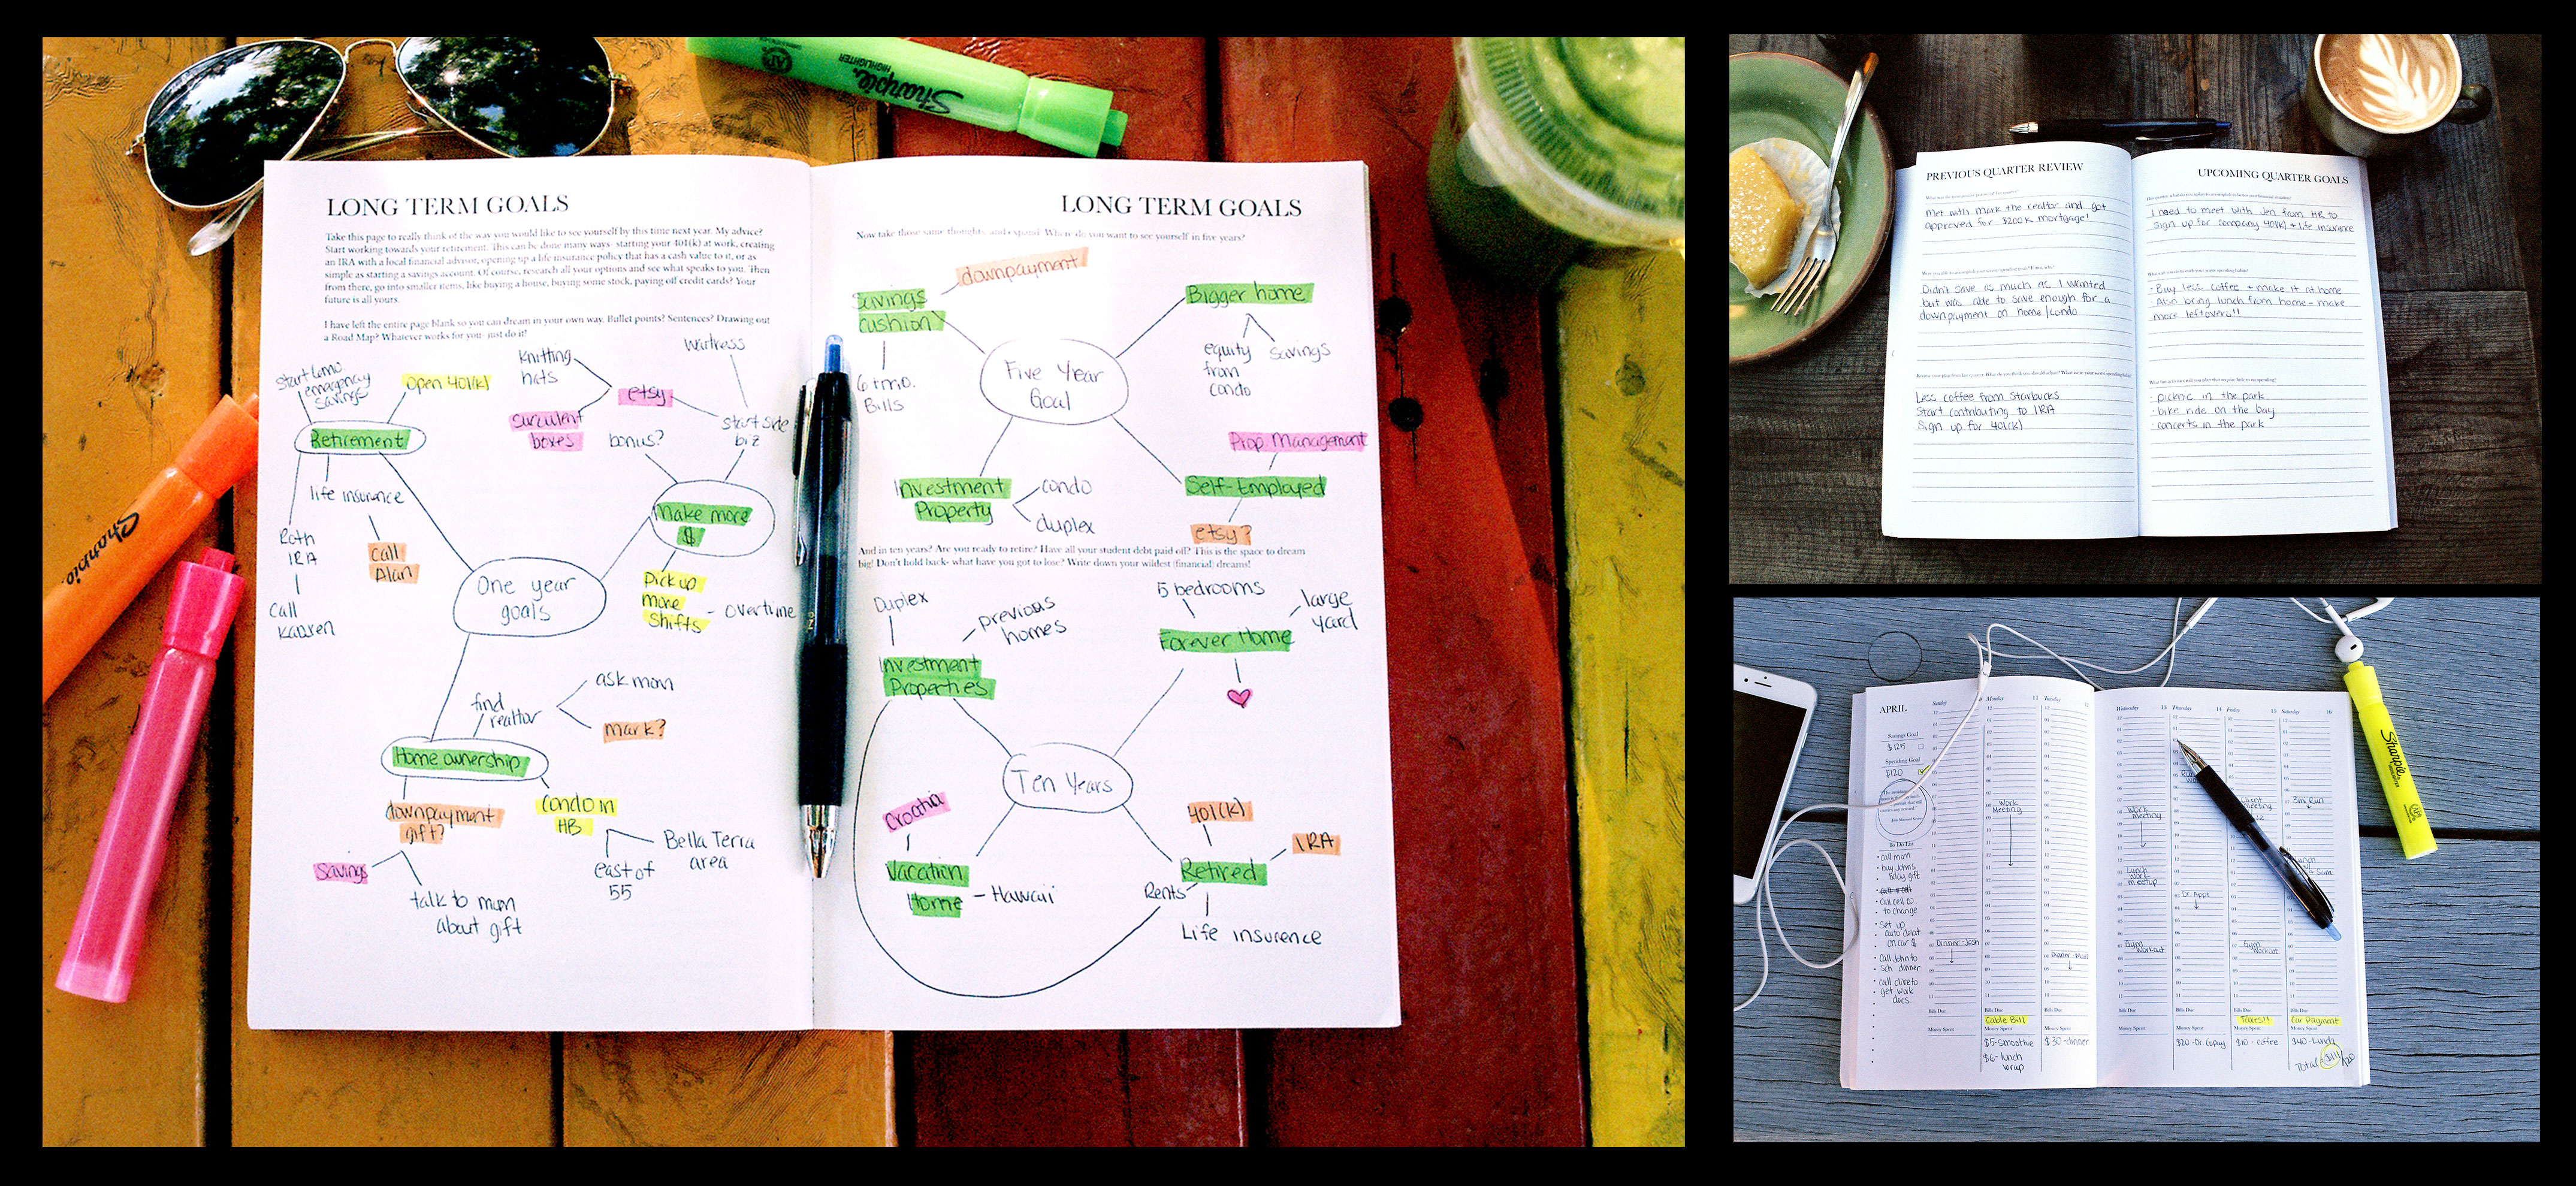 Sharpie.
HIGHLIGHTER
LONG TERM GOALS
Take this page to really think of the way you would like to see yourself by this time next year. My advice?
Start working towards your retirement. This can be done many ways- starting your 401(k) at work, creating
an IRA with a local financial advisor, opening up a life insurance policy that has a cash value to it, or as
simple as starting a savings account. Of course, research all your options and see what speaks to you. Then
from there, go into smaller items, like buying a house, buying some stock, paying off credit cards? Your
future is all yours.
I have left the entire page blank so you can dream in your own way. Bullet points? Sentences? Drawing out
a Road Map? Whatever works for you- just do it!
Start 6mo.
emergency
savings
Open 401(k)
Retirement
life insurance
call
Alan
Roth
IRA
call
Karen
knitting
hats
etsy
succulent
boxes
Waitress
start side
biz
bonus?
Make more
$
Pick up
more
shifts
- overtime
One year
goals
find
realtor
ask mom
mark?
Home ownership
downpayment
gift?
Savings
talk to mom
about gift
Condo in
HB
east of
55
Bella Terra
area
Sharpie.
LONG TERM GOALS
Now take those same thoughts and expand. Where do you want to see yourself in five years?
downpayment
Savings
cushion
6+mo.
Bills
Bigger home
equity
from
condo
savings
Five Year
Goal
Investment
Property
condo
duplex
Prop. Management
Self-Employed
etsy?
And in ten years? Are you ready to retire? Have all your student debt paid off? This is the space to dream
big! Don't hold back- what have you got to lose? Write down your wildest (financial) dreams!
Duplex
previous
homes
Investment
Properties
5 bedrooms
large
yard
Forever Home
Ten Years
Croatia
Vacation
Home
- Hawaii
401(K)
IRA
Retired
Rents
Life insurence
PREVIOUS QUARTER REVIEW
Met with Mark the realtor and got
approved for $200k mortgage!
Didn't save as much as I wanted
but was able to save enough for a
downpayment on home/condo
Less coffee from Starbucks
Start contributing to IRA
Sign up for 401(k)
UPCOMING QUARTER GOALS
I need to meet with Jen from HR to
sign up for company 401(k) + life insurance
- Buy less coffee + make it at home
- Also bring lunch from home - make
more leftovers!!
· picnic in the park
· bike ride on the bay
· concerts in the park
APRIL
Sunday
Monday 11
Tuesday
Wednesday 13
Thursday 14
Friday 15
Saturday 16
Savings Goal
$125
Spending Goal
$120
To Do List
· call mom
· buy John's
bday gift
· call cell co
to change
· Set up
auto debt
on car $
· call John to
sch dinner
· call clive to
get work
docs.
Dinner - Josh
Work
Meeting
Work
Meeting
Lunch
Work
meetup
Gym
Workout
Dr. Appt
Client
Meeting
Gym
Workout
3mi Run
Bills Due
Cable Bill
Taxes!!
Car Payment
Money Spent
$5-smoothie
$6-lunch
wrap
$30-dinner
$20-Dr. Copay
$10 - coffee
$40-Lunch
Total $111/120
Sharpie